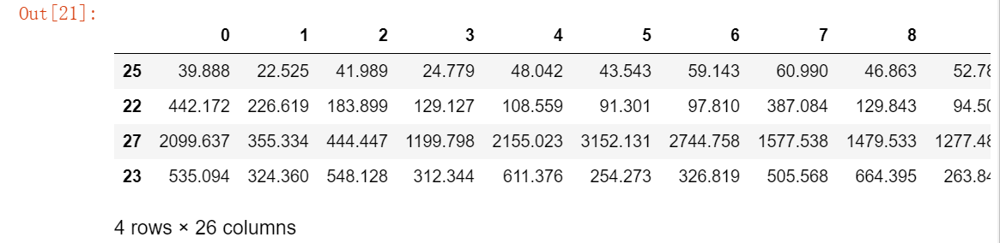 Out[21]:
0 1 2 3 4 5 6 7 8
25 39.888 22.525 41.989 24.779 48.042 43.543 59.143 60.990 46.863 52.78
22 442.172 226.619 183.899 129.127 108.559 91.301 97.810 387.084 129.843 94.50
27 2099.637 355.334 444.447 1199.798 2155.023 3152.131 2744.758 1577.538 1479.533 1277.48
23 535.094 324.360 548.128 312.344 611.376 254.273 326.819 505.568 664.395 263.84
4 rows × 26 columns